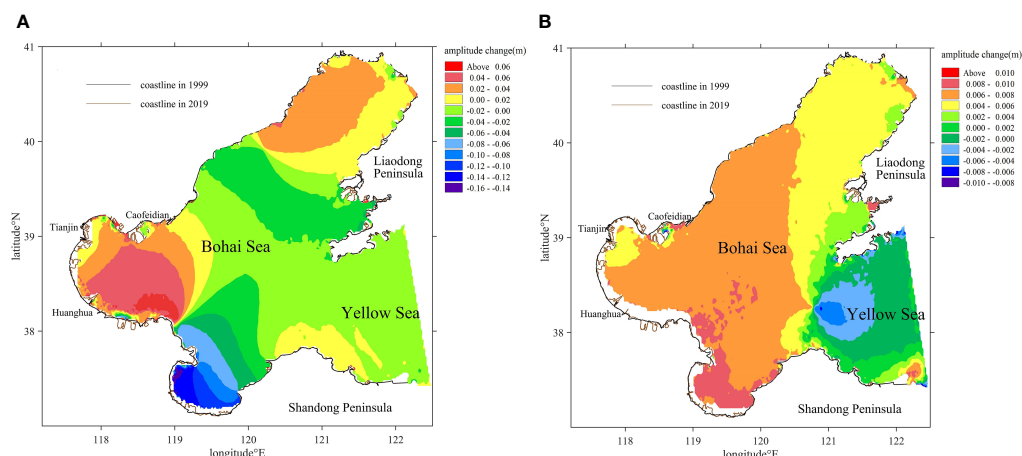 A
41
40
39
38
118
119
120
121
122
latitude°N
longitude°E
coastline in 1999
coastline in 2019
Liaodong
Peninsula
Caofeidian
Tianjin
Bohai Sea
Huanghua
Yellow Sea
Shandong Peninsula
amplitude change(m)
Above 0.06
0.04 - 0.06
0.02 - 0.04
0.00 - 0.02
-0.02 - 0.00
-0.04 - -0.02
-0.06 - -0.04
-0.08 - -0.06
-0.10 - -0.08
-0.12 - -0.10
-0.14 - -0.12
-0.16 - -0.14
B
41
40
39
38
118
119
120
121
122
latitude°N
longitude°E
coastline in 1999
coastline in 2019
Liaodong
Peninsula
Caofeidian
Tianjin
Bohai Sea
Huanghua
Yellow Sea
Shandong Peninsula
amplitude change(m)
Above 0.010
0.008 - 0.010
0.006 - 0.008
0.004 - 0.006
0.002 - 0.004
0.000 - 0.002
-0.002 - 0.000
-0.004 - -0.002
-0.006 - -0.004
-0.008 - -0.006
-0.010 - -0.008